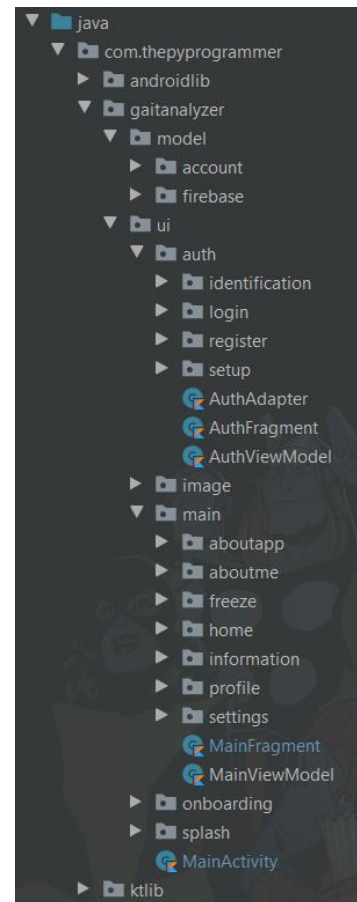 java
com.thepyprogrammer
androidlib
gaitanalyzer
model
account
firebase
ui
auth
identification
login
register
setup
AuthAdapter
AuthFragment
AuthViewModel
image
main
aboutapp
aboutme
freeze
home
information
profile
settings
MainFragment
MainViewModel
onboarding
splash
MainActivity
ktlib